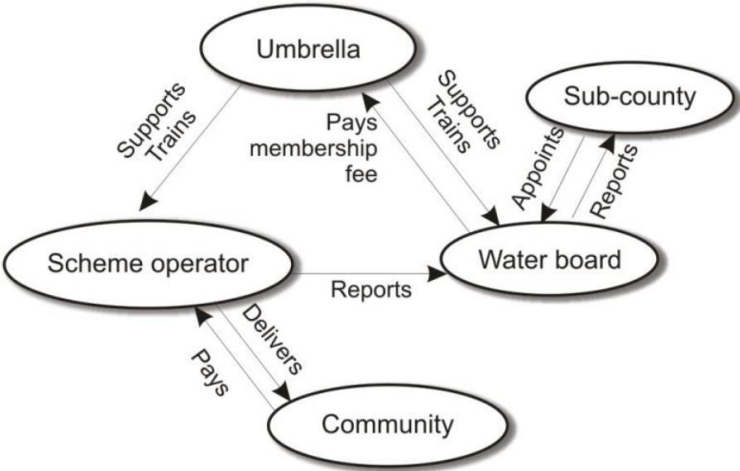 Umbrella
Supports
Trains
Pays
membership
fee
Supports
Trains
Sub-county
Appoints
Reports
Scheme operator
Reports
Water board
Delivers
Pays
Community